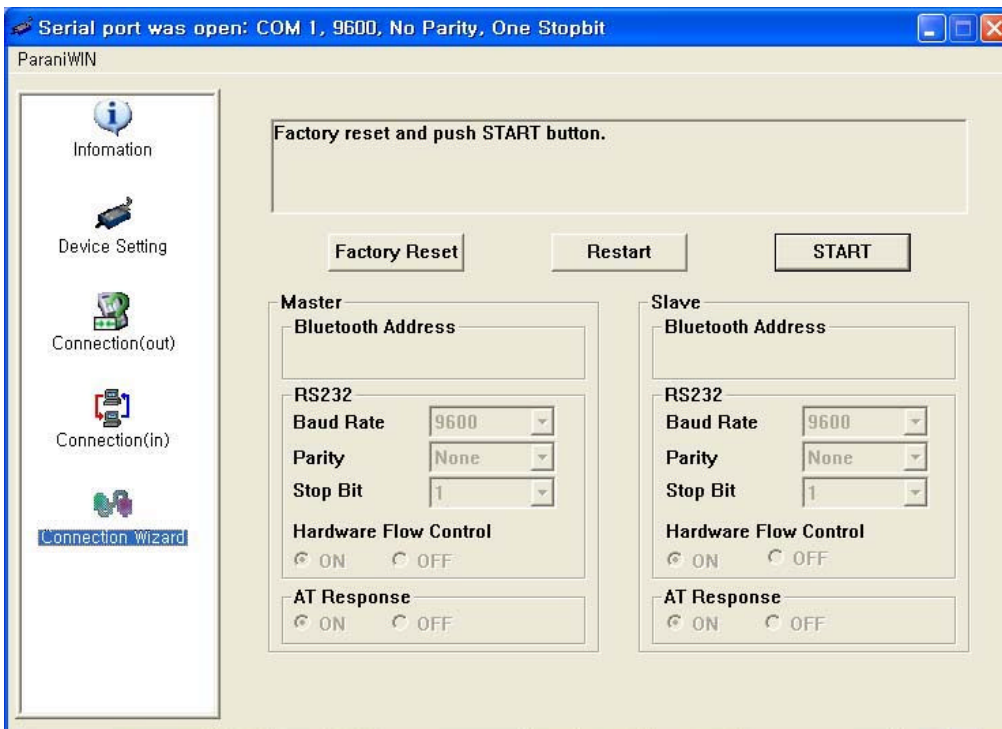 Serial port was open: COM 1, 9600, No Parity, One Stopbit
ParaniWIN
Infomation
Device Setting
Connection(out)
Connection(in)
Connection Wizard
Factory reset and push START button.
Factory Reset
Restart
START
Master
Bluetooth Address
RS232
Baud Rate 9600
Parity None
Stop Bit 1
Hardware Flow Control
ON OFF
AT Response
ON OFF
Slave
Bluetooth Address
RS232
Baud Rate 9600
Parity None
Stop Bit 1
Hardware Flow Control
ON OFF
AT Response
ON OFF